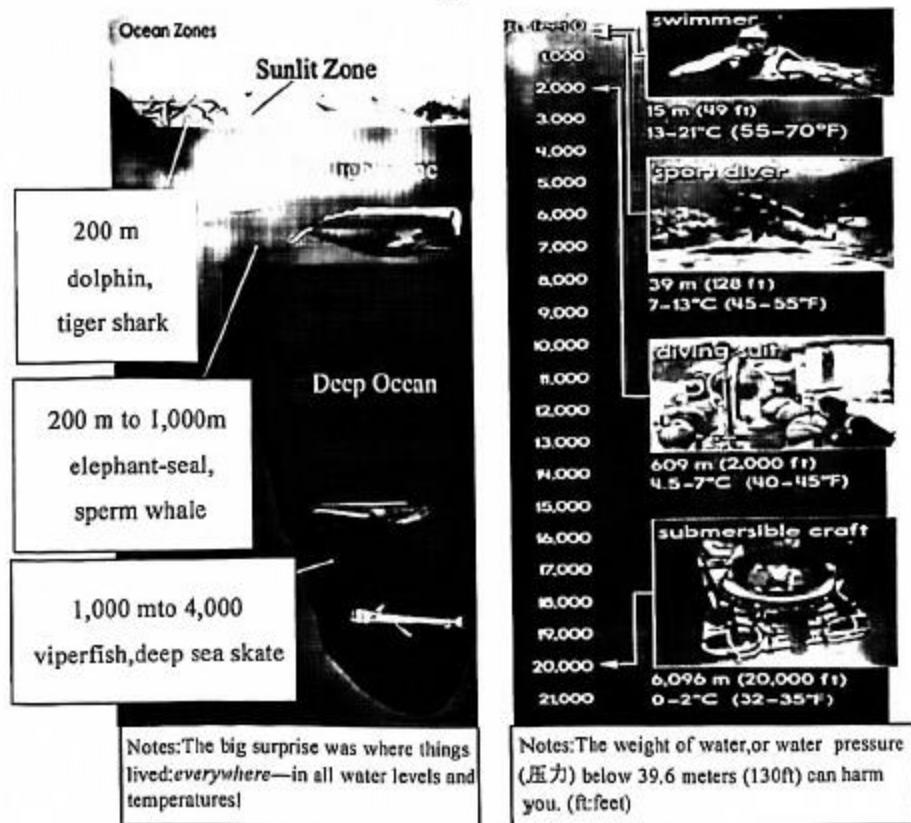 Ocean Zones
Sunlit Zone
200 m
dolphin,
tiger shark
200 m to 1,000m
elephant-seal,
sperm whale
Deep Ocean
1,000 mto 4,000
viperfish,deep sea skate
Notes:The big surprise was where things
lived:everywhere—in all water levels and
temperatures!
1,000
2,000
3,000
4,000
5,000
6,000
7,000
8,000
9,000
10,000
11,000
12,000
13,000
14,000
15,000
16,000
17,000
18,000
19,000
20,000
21,000
swimmer
15 m (49 ft)
13-21°C (55-70°F)
sport diver
39 m (128 ft)
7-13°C (45-55°F)
diving suit
609 m (2,000 ft)
4.5-7°C (40-45°F)
submersible craft
6,096 m (20,000 ft)
0-2°C (32-35°F)
Notes:The weight of water,or water pressure
(压力) below 39,6 meters (130ft) can harm
you. (ft:feet)